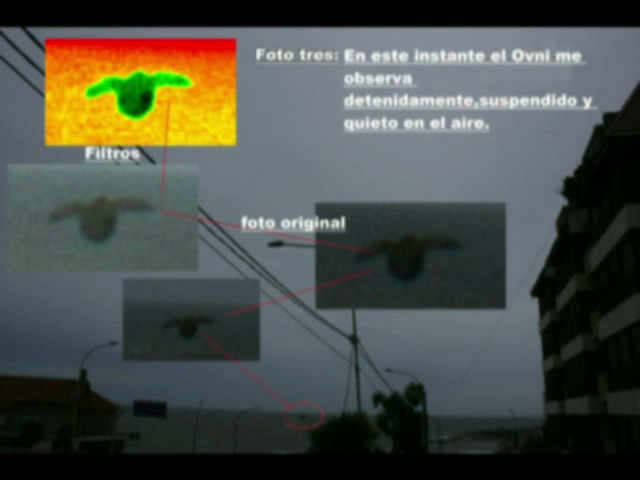 Foto tres: En este instante el Ovni me
observa
detenidamente,suspendido y
quieto en el aire.
Filtros
foto original